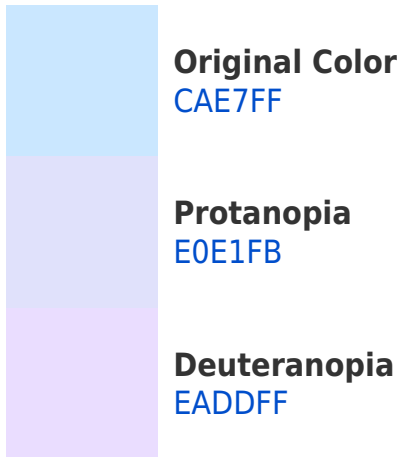 Original Color
CAE7FF
Protanopia
E0E1FB
Deuteranopia
EADDFF